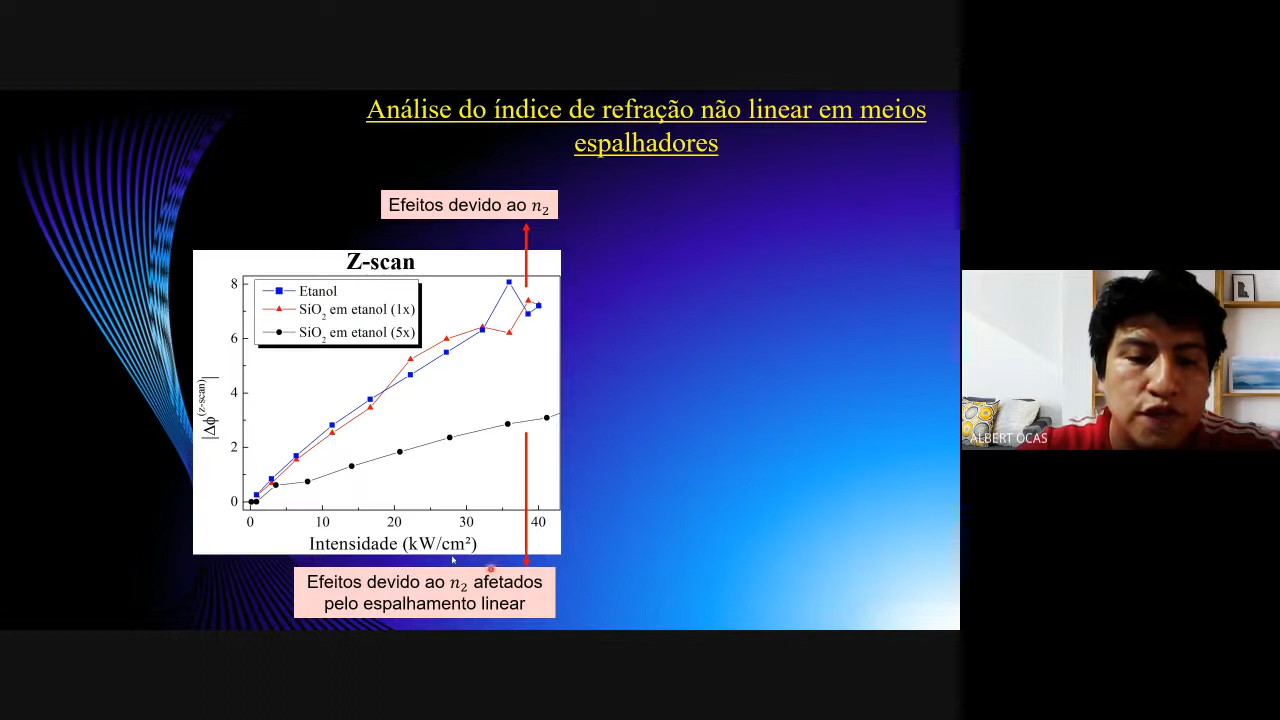 Análise do índice de refração não linear em meios
espalhadores
Efeitos devido ao n₂
Z-scan
Etanol
SiO₂ em etanol (1x)
SiO₂ em etanol (5x)
|Δϕ⁽ᶻ⁻ˢᶜᵃⁿ⁾|
8
6
4
2
0
0 10 20 30 40
Intensidade (kW/cm²)
Efeitos devido ao n₂ afetados
pelo espalhamento linear
ALBERT OCAS